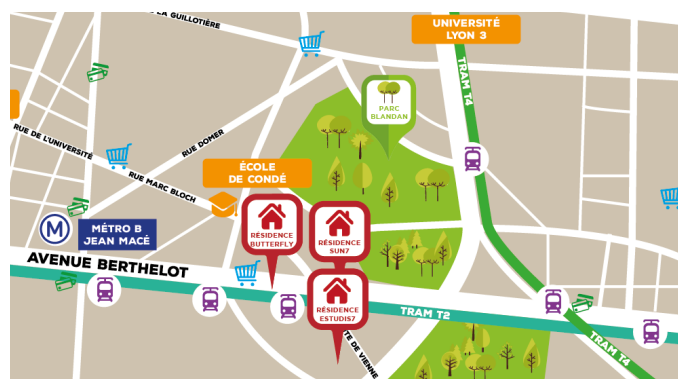 LA GUILLOTIÈRE
UNIVERSITÉ
LYON 3
TRAM T4
PARC
BLANDAN
RUE DE L'UNIVERSITÉ
RUE DOMER
ÉCOLE
DE CONDÉ
RUE MARC BLOCH
M
MÉTRO B
JEAN MACÉ
RÉSIDENCE
BUTTERFLY
RÉSIDENCE
SUN7
AVENUE BERTHELOT
RÉSIDENCE
ESTUDIS7
TRAM T2
TE DE VIENNE
TRAM T4